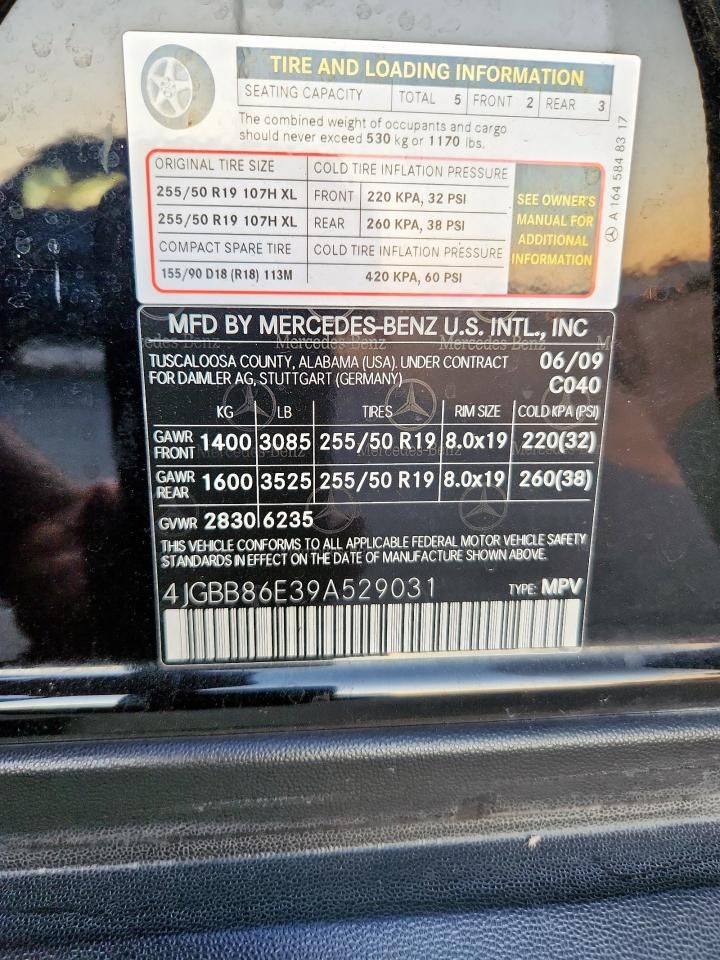 TIRE AND LOADING INFORMATION
SEATING CAPACITY TOTAL 5 FRONT 2 REAR 3
The combined weight of occupants and cargo
should never exceed 530 kg or 1170 lbs.
ORIGINAL TIRE SIZE COLD TIRE INFLATION PRESSURE
255/50 R19 107H XL FRONT 220 KPA, 32 PSI
255/50 R19 107H XL REAR 260 KPA, 38 PSI
COMPACT SPARE TIRE COLD TIRE INFLATION PRESSURE
155/90 D18 (R18) 113M 420 KPA, 60 PSI
SEE OWNER'S
MANUAL FOR
ADDITIONAL
INFORMATION
A 164 584 83 17
MFD BY MERCEDES-BENZ U.S. INTL., INC
TUSCALOOSA COUNTY, ALABAMA (USA). UNDER CONTRACT 06/09
FOR DAIMLER AG, STUTTGART (GERMANY) C040
KG LB TIRES RIM SIZE COLD KPA (PSI)
GAWR FRONT 1400 3085 255/50 R19 8.0x19 220(32)
GAWR REAR 1600 3525 255/50 R19 8.0x19 260(38)
GVWR 2830 6235
THIS VEHICLE CONFORMS TO ALL APPLICABLE FEDERAL MOTOR VEHICLE SAFETY
STANDARDS IN EFFECT ON THE DATE OF MANUFACTURE SHOWN ABOVE.
4JGBB86E39A529031 TYPE: MPV
Mercedes-Benz
Mercedes-Benz
Mercedes-Benz
Mercedes-Benz